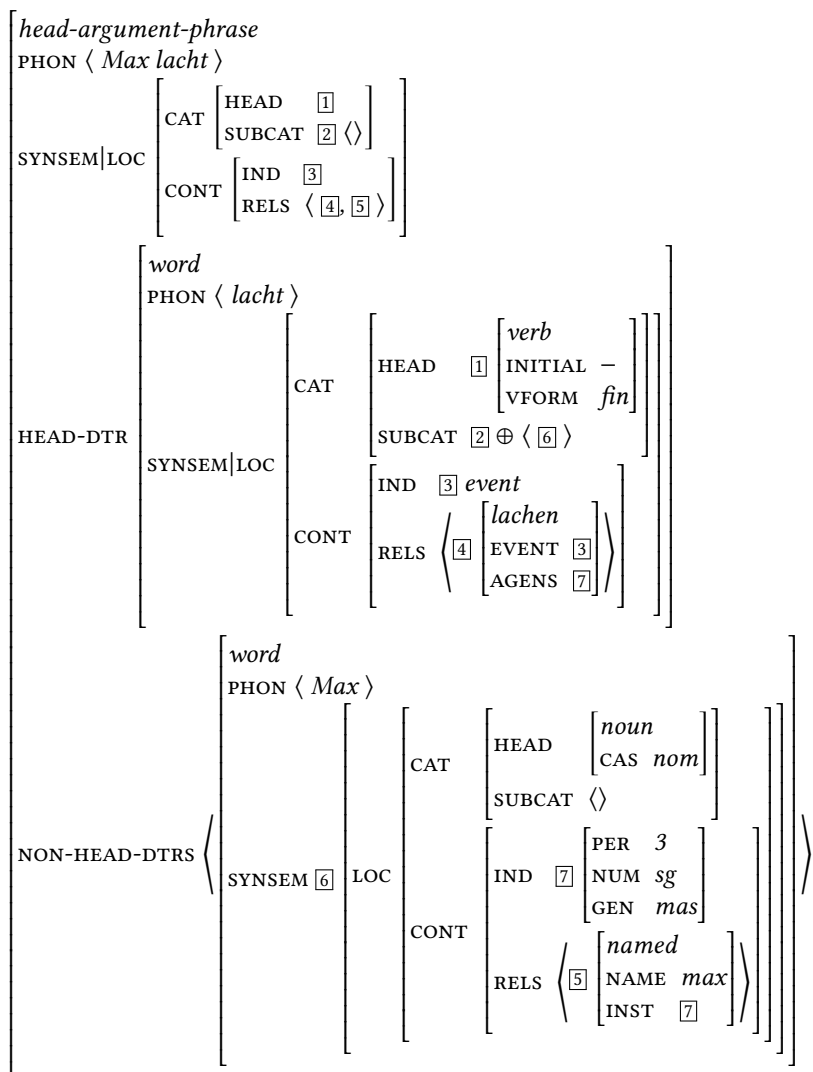 head-argument-phrase
PHON ⟨ Max lacht ⟩
SYNSEM|LOC
CAT
HEAD 1
SUBCAT 2 ⟨⟩
CONT
IND 3
RELS ⟨ 4, 5 ⟩
HEAD-DTR
word
PHON ⟨ lacht ⟩
SYNSEM|LOC
CAT
HEAD 1
verb
INITIAL –
VFORM fin
SUBCAT 2 ⊕ ⟨ 6 ⟩
CONT
IND 3 event
RELS ⟨ 4
lachen
EVENT 3
AGENS 7 ⟩
NON-HEAD-DTRS ⟨
word
PHON ⟨ Max ⟩
SYNSEM 6
LOC
CAT
HEAD
noun
CAS nom
SUBCAT ⟨⟩
CONT
IND 7
PER 3
NUM sg
GEN mas
RELS ⟨ 5
named
NAME max
INST 7 ⟩
⟩